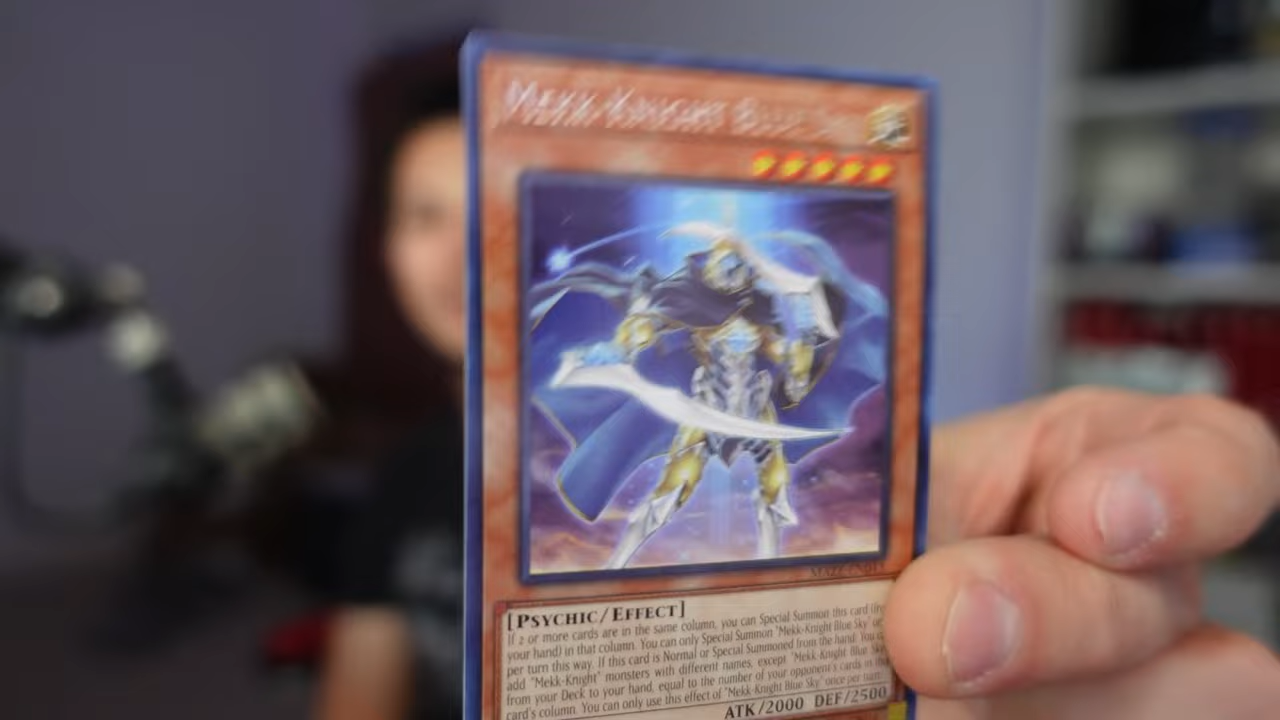 Mekk-Knight Blue Sky
MAZE-EN011
[Psychic/Effect]
If 2 or more cards are in the same column, you can Special Summon this card (in
your hand) in that column. You can only Special Summon "Mekk-Knight Blue Sky"
per turn this way. If this card is Normal or Special Summoned from the hand: You
add "Mekk-Knight" monsters with different names, except "Mekk-Knight Blue Sky
from your Deck to your hand, equal to the number of your opponent's cards in
card's column. You can only use this effect of "Mekk-Knight Blue Sky" once per
ATK/2000 DEF/2500